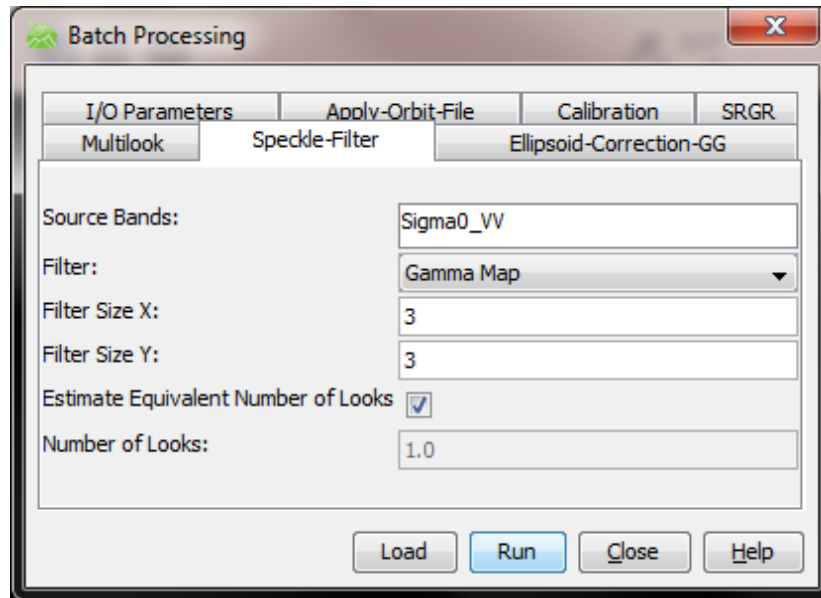 Batch Processing
I/O Parameters Apply-Orbit-File Calibration SRGR
Multilook Speckle-Filter Ellipsoid-Correction-GG
Source Bands: Sigma0_VV
Filter: Gamma Map
Filter Size X: 3
Filter Size Y: 3
Estimate Equivalent Number of Looks
Number of Looks: 1.0
Load Run Close Help